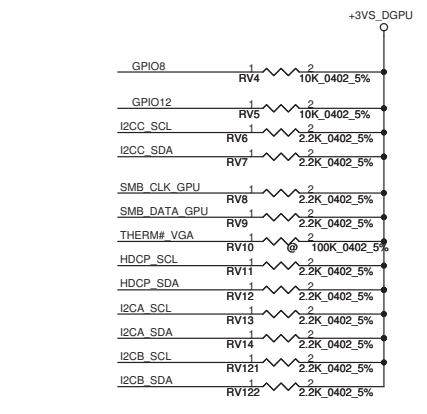 +3VS_DGPU
GPIO8 1 2
RV4 10K_0402_5%
GPIO12 1 2
RV5 10K_0402_5%
I2CC_SCL 1 2
RV6 2.2K_0402_5%
I2CC_SDA 1 2
RV7 2.2K_0402_5%
SMB_CLK_GPU 1 2
RV8 2.2K_0402_5%
SMB_DATA_GPU 1 2
RV9 2.2K_0402_5%
THERM#_VGA 1 2
RV10 @ 100K_0402_5%
HDCP_SCL 1 2
RV11 2.2K_0402_5%
HDCP_SDA 1 2
RV12 2.2K_0402_5%
I2CA_SCL 1 2
RV13 2.2K_0402_5%
I2CA_SDA 1 2
RV14 2.2K_0402_5%
I2CB_SCL 1 2
RV121 2.2K_0402_5%
I2CB_SDA 1 2
RV122 2.2K_0402_5%